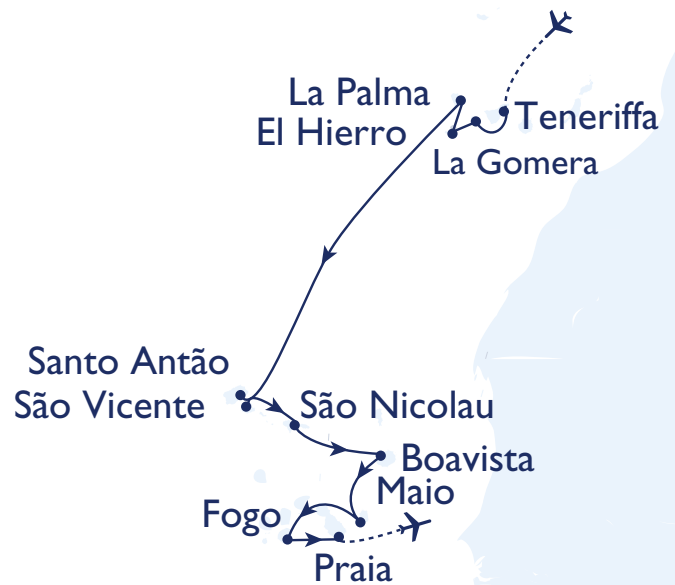 La Palma
Teneriffa
El Hierro
La Gomera
Santo Antão
São Vicente
São Nicolau
Boavista
Maio
Fogo
Praia